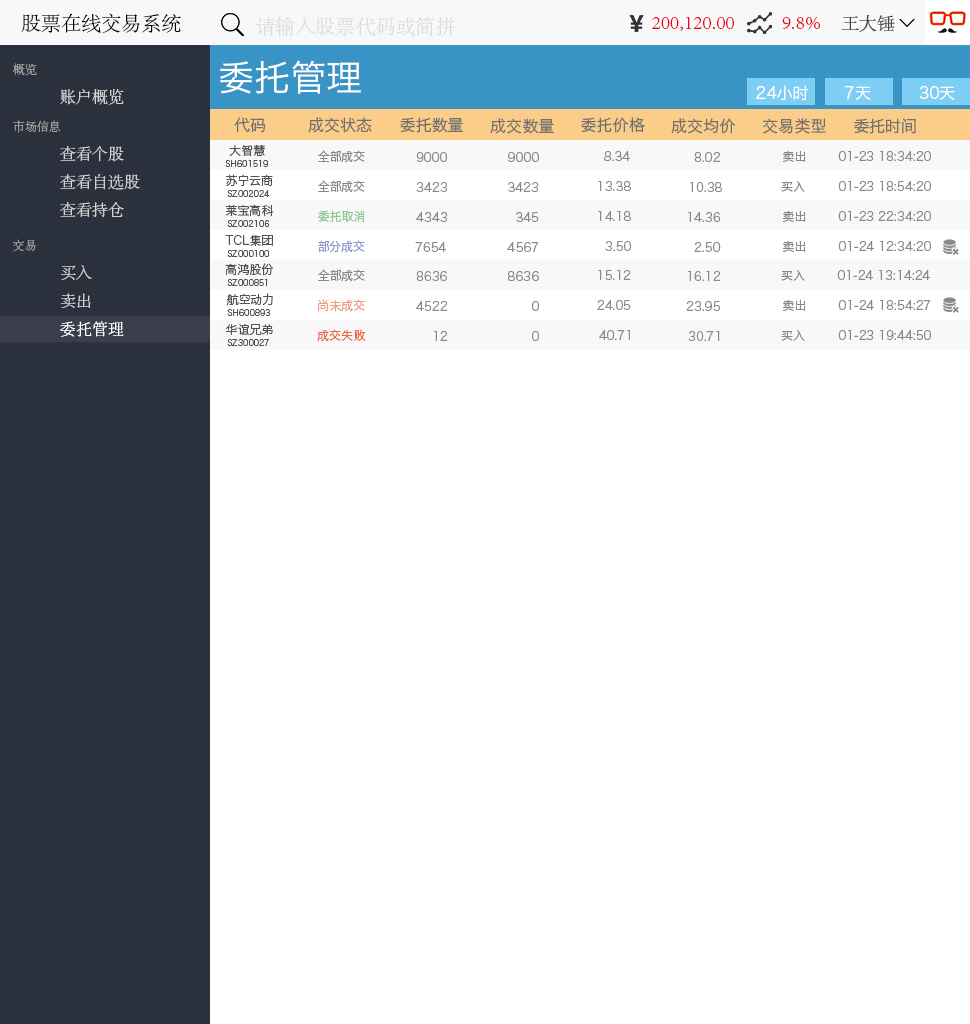 股票在线交易系统 请输入股票代码或简拼 ¥ 200,120.00 9.8% 王大锤
概览
账户概览
市场信息
查看个股
查看自选股
查看持仓
交易
买入
卖出
委托管理
委托管理
24小时 7天 30天
代码 成交状态 委托数量 成交数量 委托价格 成交均价 交易类型 委托时间
大智慧 全部成交 9000 9000 8.34 8.02 卖出 01-23 18:34:20
SH601519
苏宁云商 全部成交 3423 3423 13.38 10.38 买入 01-23 18:54:20
SZ002024
莱宝高科 委托取消 4343 345 14.18 14.36 卖出 01-23 22:34:20
SZ002106
TCL集团 部分成交 7654 4567 3.50 2.50 卖出 01-24 12:34:20
SZ000100
高鸿股份 全部成交 8636 8636 15.12 16.12 买入 01-24 13:14:24
SZ000851
航空动力 尚未成交 4522 0 24.05 23.95 卖出 01-24 18:54:27
SH600893
华谊兄弟 成交失败 12 0 40.71 30.71 买入 01-23 19:44:50
SZ300027